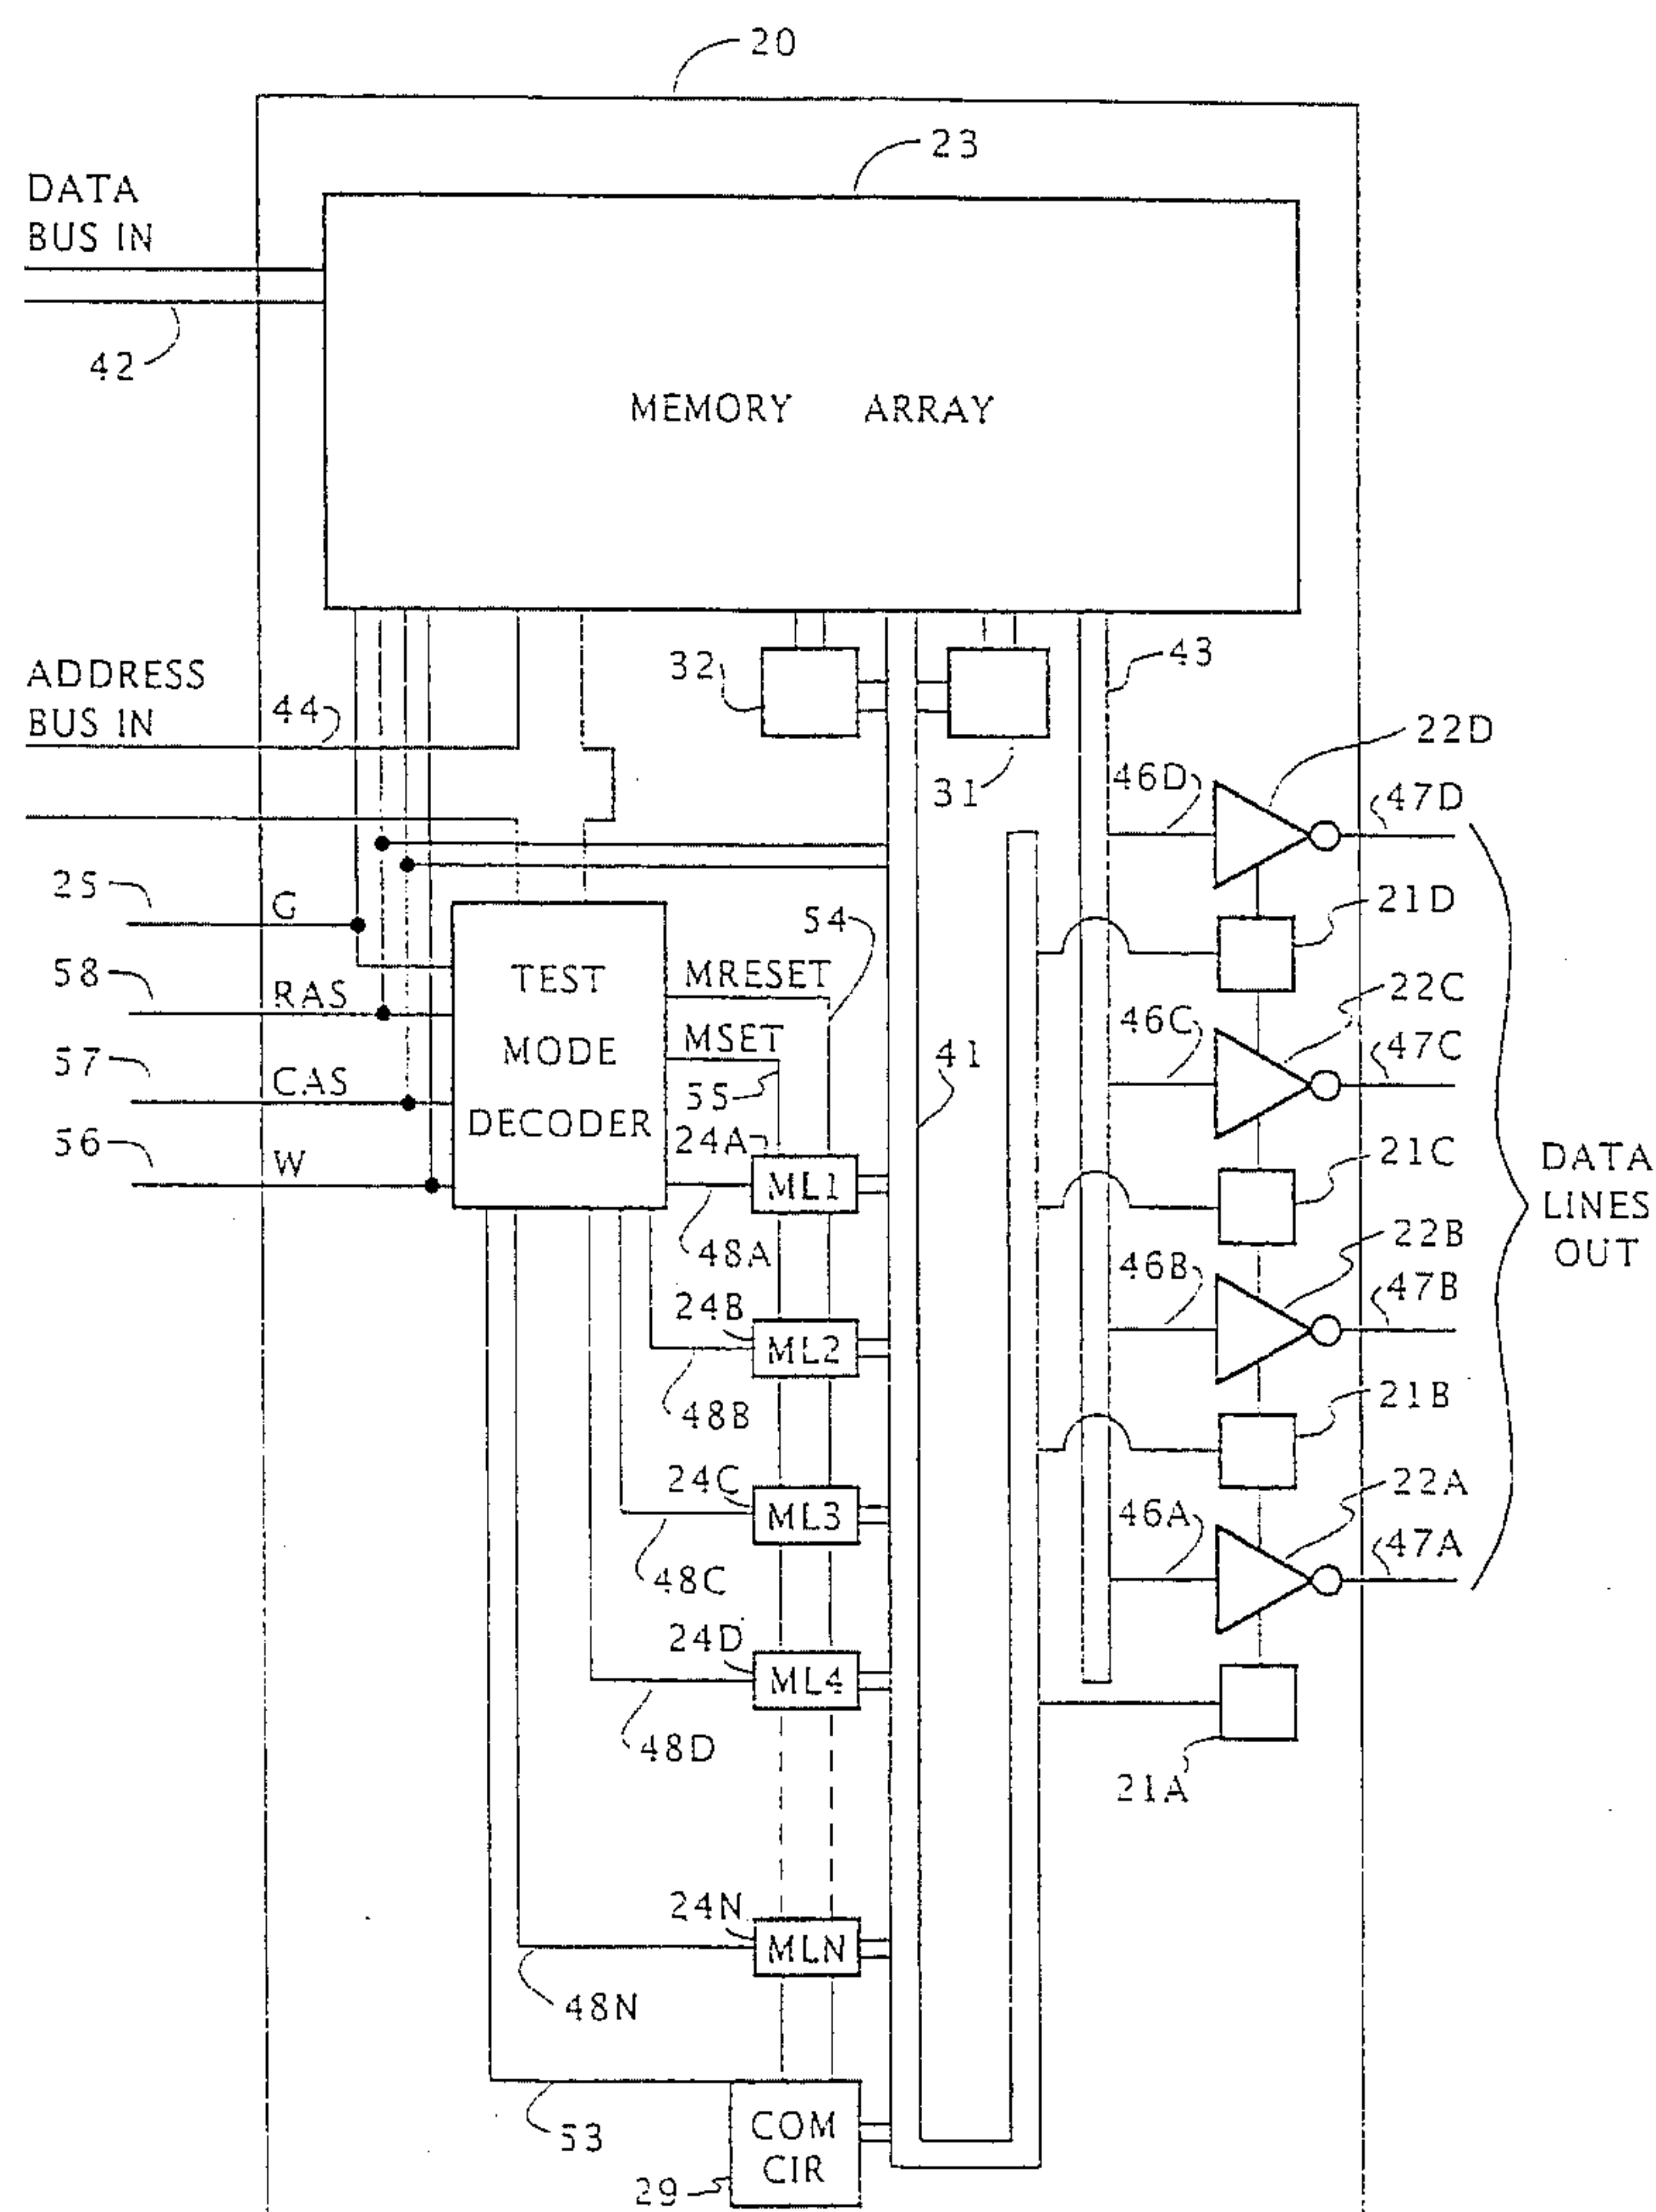 20
23
DATA
BUS IN
42
MEMORY ARRAY
ADDRESS
BUS IN
44
32
31
43
22D
46D
47D
25
G
21D
54
58
RAS
TEST
MODE
DECODER
MRESET
MSET
55
22C
46C
47C
57
CAS
41
56
W
24A
ML1
48A
21C
DATA
LINES
OUT
22B
46B
47B
24B
ML2
48B
21B
24C
ML3
48C
22A
46A
47A
24D
ML4
48D
21A
24N
MLN
48N
53
COM
CIR
29